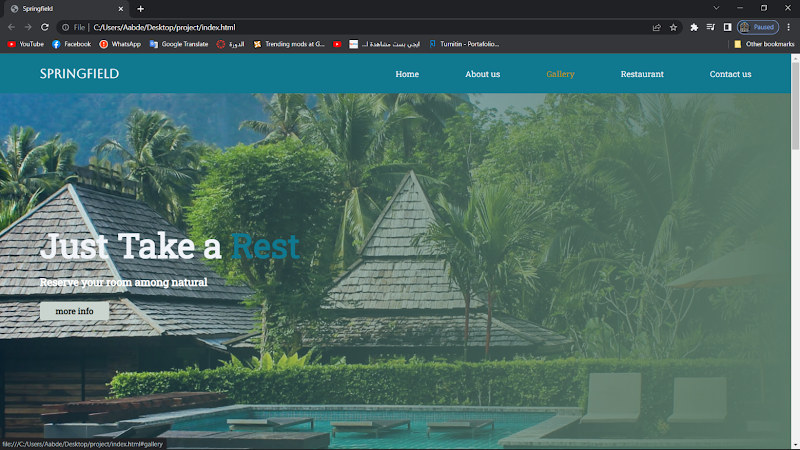 Springfield
File C:/Users/Aabde/Desktop/project/index.html Paused
YouTube Facebook WhatsApp Google Translate الدورة Trending mods at G... ايجي بست مشاهدة ا... Turnitin - Portafolio... Other bookmarks
SPRINGFIELD Home About us Gallery Restaurant Contact us
Just Take a Rest
Reserve your room among natural
more info
file:///C:/Users/Aabde/Desktop/project/index.html#gallery